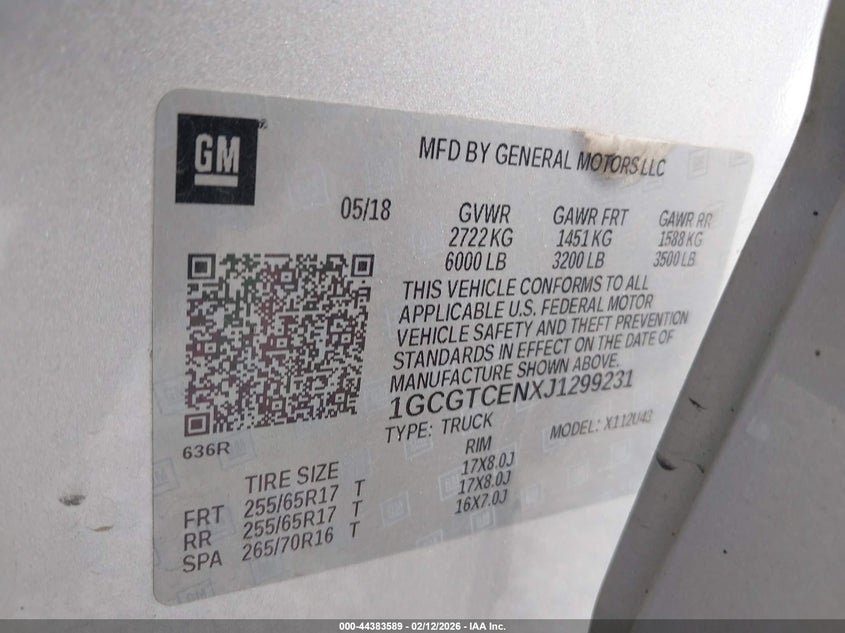 GM
MFD BY GENERAL MOTORS LLC
05/18 GVWR GAWR FRT GAWR RR
2722 KG 1451 KG 1588 KG
6000 LB 3200 LB 3500 LB
THIS VEHICLE CONFORMS TO ALL
APPLICABLE U.S. FEDERAL MOTOR
VEHICLE SAFETY AND THEFT PREVENTION
STANDARDS IN EFFECT ON THE DATE OF
MANUFACTURE SHOWN ABOVE.
1GCGTCENXJ1299231
TYPE: TRUCK MODEL: X112U43
636R
TIRE SIZE RIM
FRT 255/65R17 T 17X8.0J
RR 255/65R17 T 17X8.0J
SPA 265/70R16 T 16X7.0J
000-44383589 - 02/12/2026 - IAA Inc.